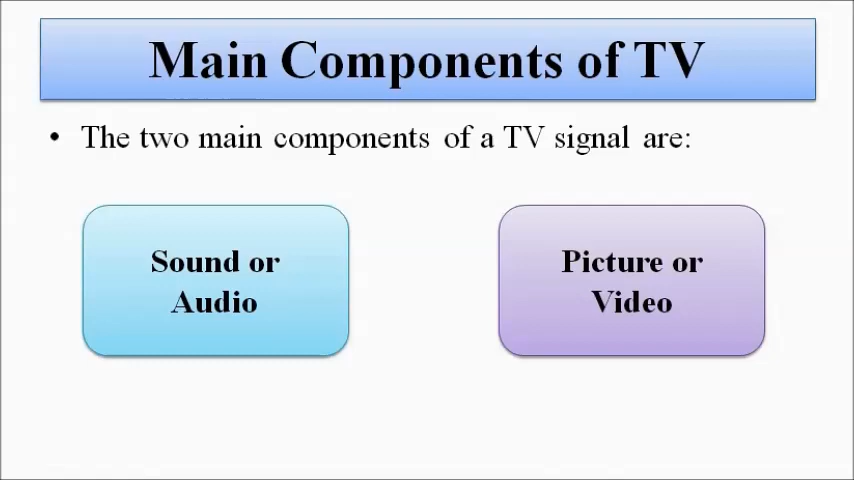 Main Components of TV
• The two main components of a TV signal are:
Sound or
Audio
Picture or
Video